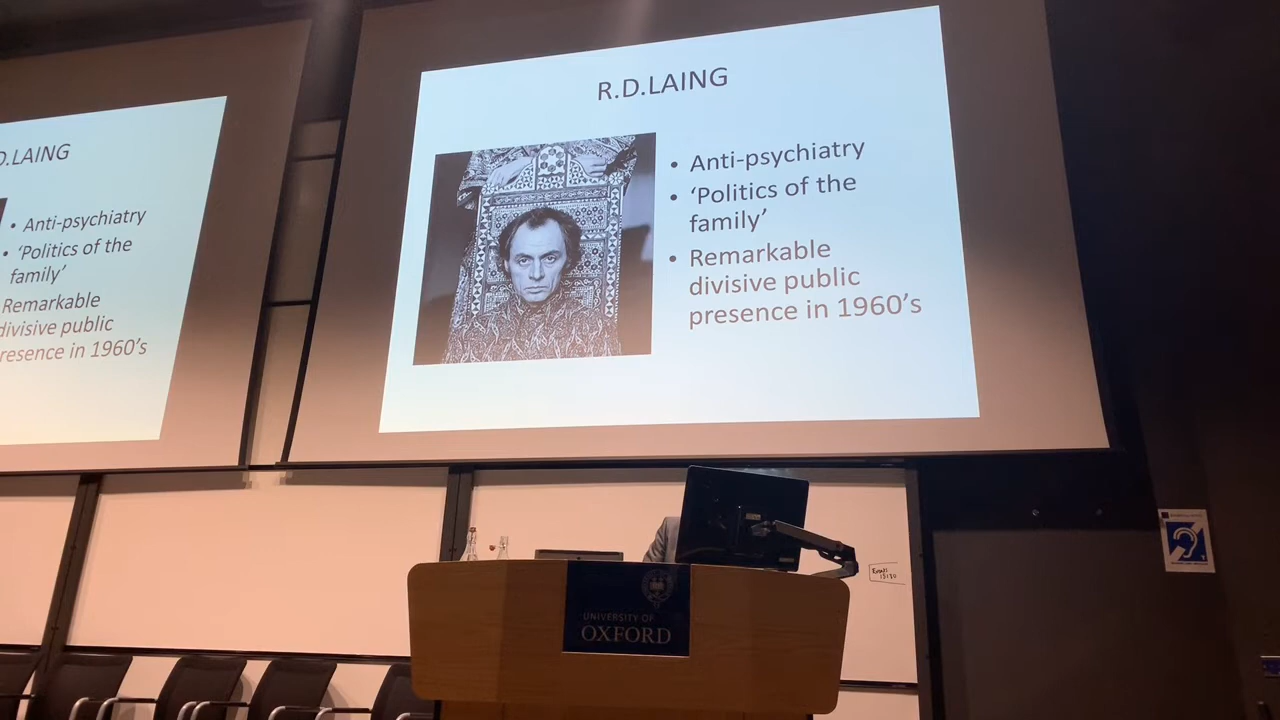 R.D.LAING
• Anti-psychiatry
• ‘Politics of the
family’
• Remarkable
divisive public
presence in 1960’s
D.LAING
• Anti-psychiatry
• ‘Politics of the
family’
Remarkable
divisive public
resence in 1960’s
UNIVERSITY OF
OXFORD